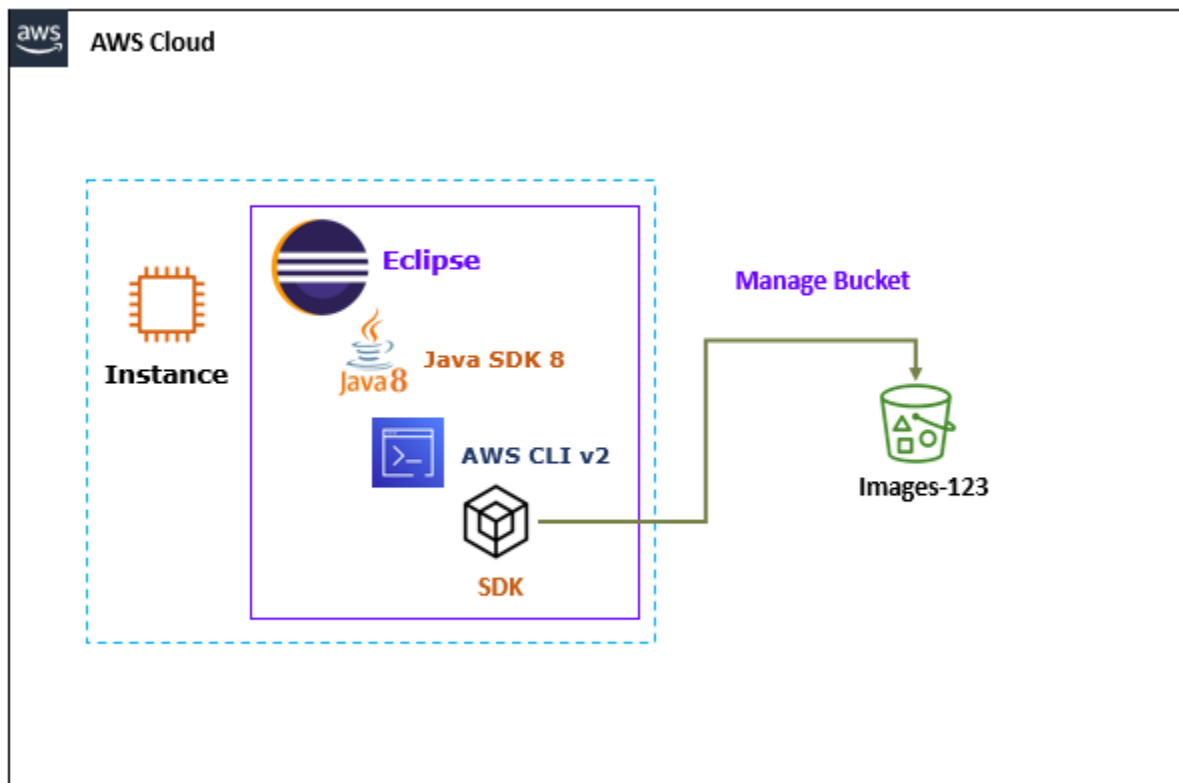 aws
AWS Cloud
Eclipse
Manage Bucket
Instance
Java SDK 8
Java8
AWS CLI v2
Images-123
SDK